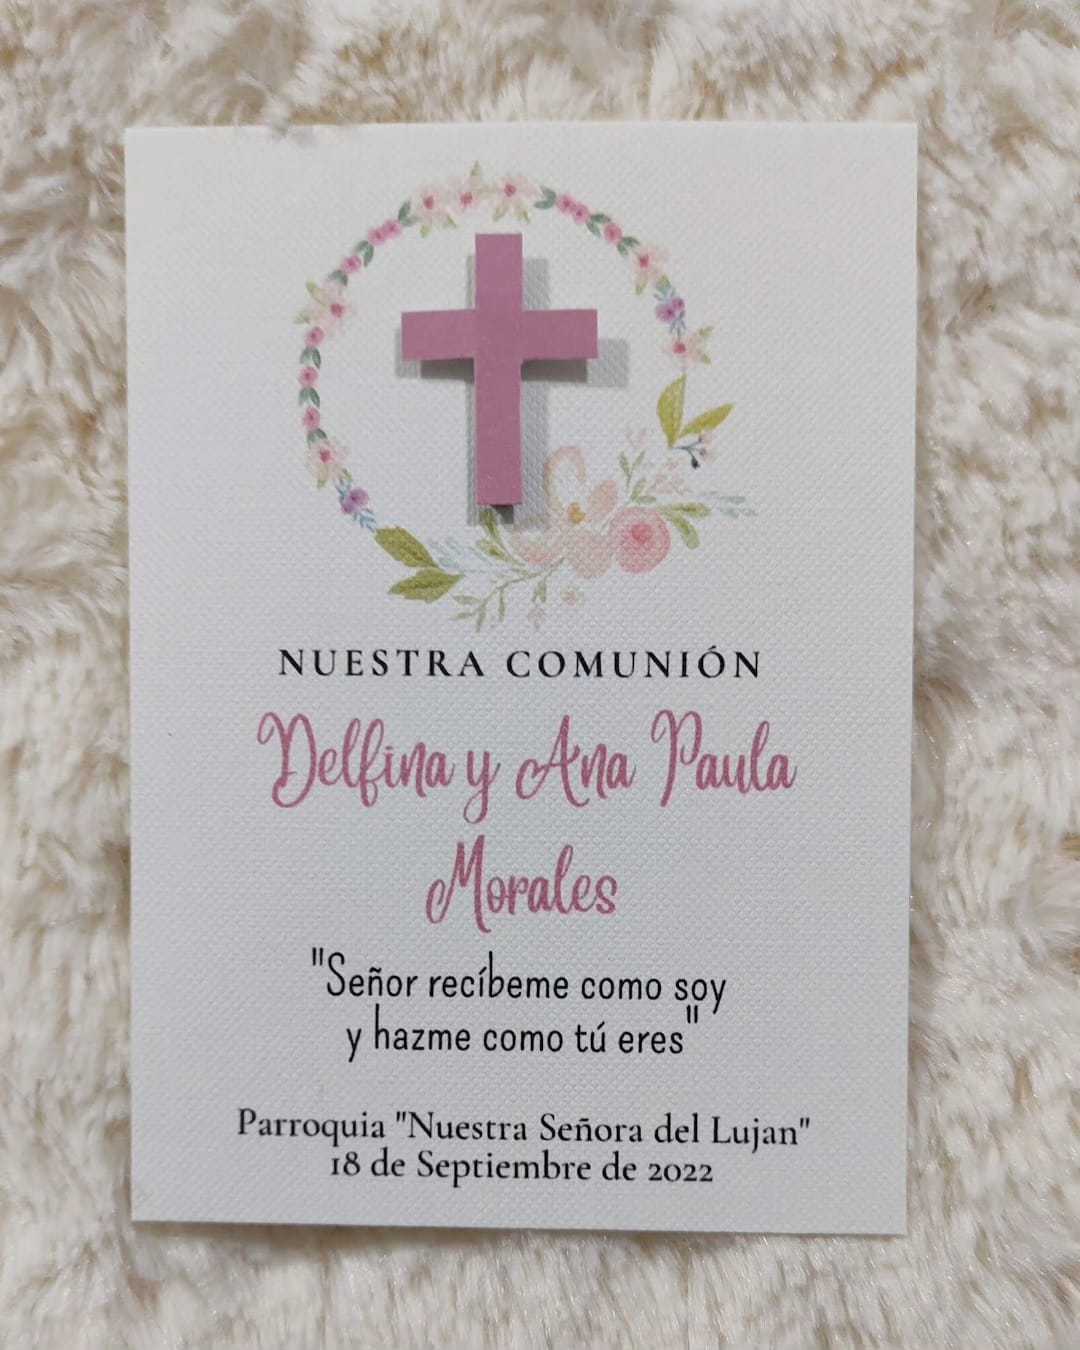 NUESTRA COMUNIÓN
Delfina y Ana Paula
Morales
"Señor recíbeme como soy
y hazme como tú eres"
Parroquia "Nuestra Señora del Lujan"
18 de Septiembre de 2022